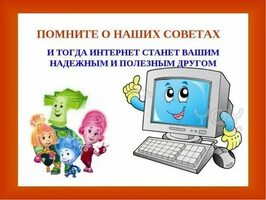 ПОМНИТЕ О НАШИХ СОВЕТАХ
И ТОГДА ИНТЕРНЕТ СТАНЕТ ВАШИМ
НАДЕЖНЫМ И ПОЛЕЗНЫМ ДРУГОМ